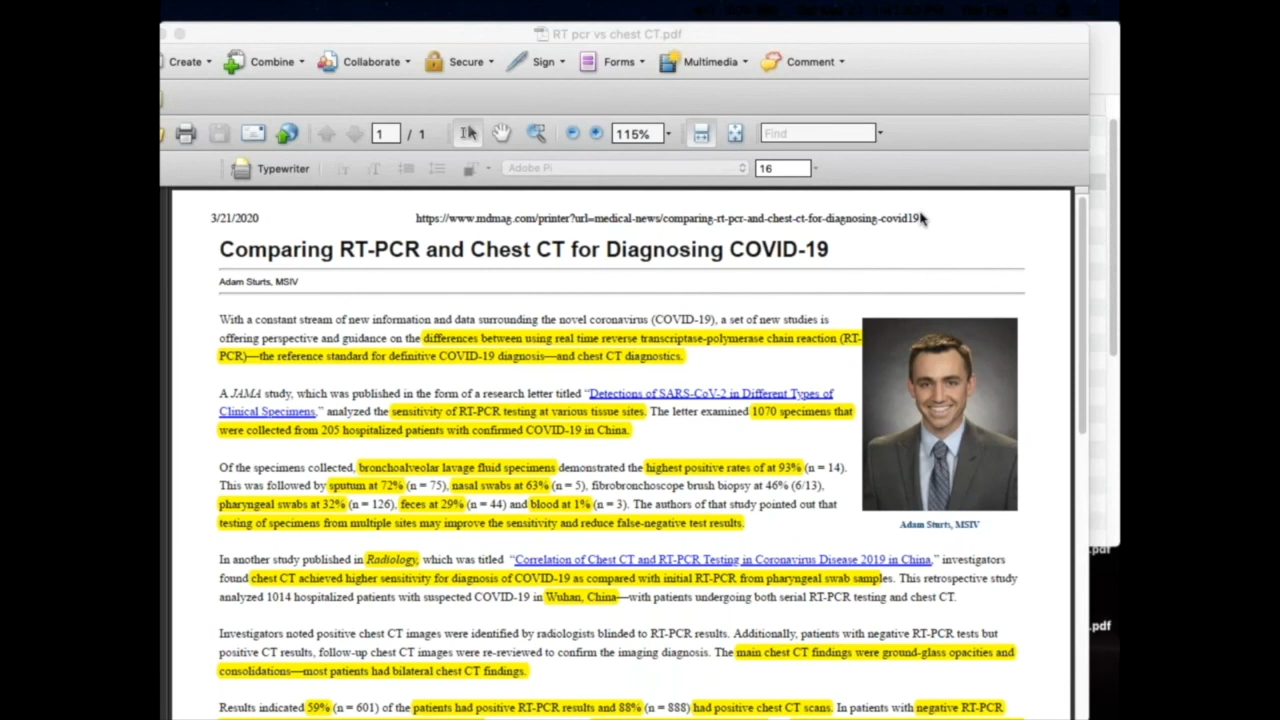 RT pcr vs chest CT.pdf
Create Combine Collaborate Secure Sign Forms Multimedia Comment
1 / 1 115% Find
Typewriter Adobe Pi 16
3/21/2020 https://www.mdmag.com/printer?url=medical-news/comparing-rt-pcr-and-chest-ct-for-diagnosing-covid19
Comparing RT-PCR and Chest CT for Diagnosing COVID-19
Adam Sturts, MSIV
With a constant stream of new information and data surrounding the novel coronavirus (COVID-19), a set of new studies is
offering perspective and guidance on the differences between using real time reverse transcriptase-polymerase chain reaction (RT-
PCR)—the reference standard for definitive COVID-19 diagnosis—and chest CT diagnostics.
A JAMA study, which was published in the form of a research letter titled “Detections of SARS-CoV-2 in Different Types of
Clinical Specimens,” analyzed the sensitivity of RT-PCR testing at various tissue sites. The letter examined 1070 specimens that
were collected from 205 hospitalized patients with confirmed COVID-19 in China.
Of the specimens collected, bronchoalveolar lavage fluid specimens demonstrated the highest positive rates of at 93% (n = 14).
This was followed by sputum at 72% (n = 75), nasal swabs at 63% (n = 5), fibrobronchoscope brush biopsy at 46% (6/13),
pharyngeal swabs at 32% (n = 126), feces at 29% (n = 44) and blood at 1% (n = 3). The authors of that study pointed out that
testing of specimens from multiple sites may improve the sensitivity and reduce false-negative test results.
Adam Sturts, MSIV
In another study published in Radiology, which was titled “Correlation of Chest CT and RT-PCR Testing in Coronavirus Disease 2019 in China,” investigators
found chest CT achieved higher sensitivity for diagnosis of COVID-19 as compared with initial RT-PCR from pharyngeal swab samples. This retrospective study
analyzed 1014 hospitalized patients with suspected COVID-19 in Wuhan, China—with patients undergoing both serial RT-PCR testing and chest CT.
Investigators noted positive chest CT images were identified by radiologists blinded to RT-PCR results. Additionally, patients with negative RT-PCR tests but
positive CT results, follow-up chest CT images were re-reviewed to confirm the imaging diagnosis. The main chest CT findings were ground-glass opacities and
consolidations—most patients had bilateral chest CT findings.
Results indicated 59% (n = 601) of the patients had positive RT-PCR results and 88% (n = 888) had positive chest CT scans. In patients with negative RT-PCR
.pdf
.pdf